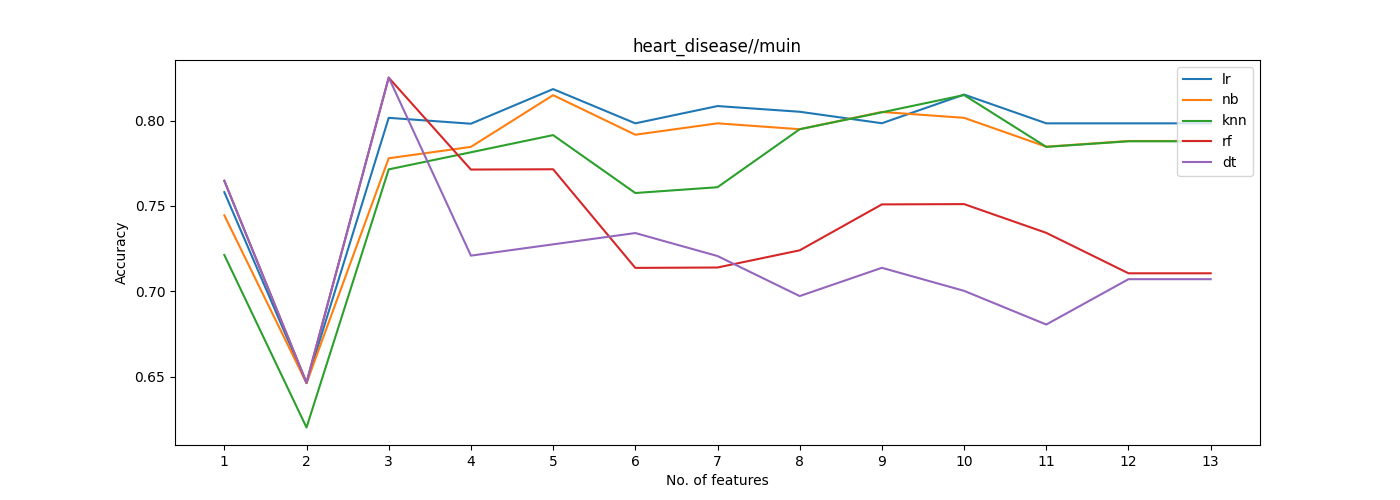 heart_disease//muin
lr
nb
knn
rf
dt
0.80
0.75
0.70
0.65
Accuracy
1 2 3 4 5 6 7 8 9 10 11 12 13
No. of features